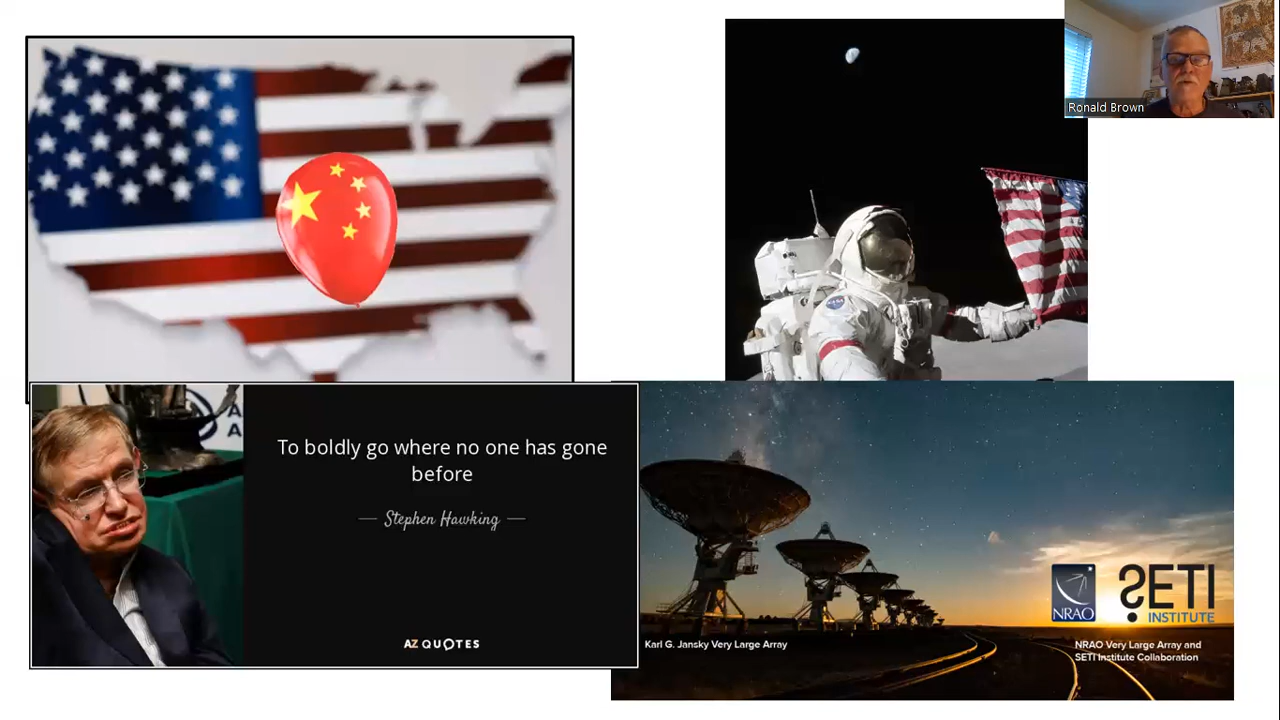 Ronald Brown
To boldly go where no one has gone
before
— Stephen Hawking —
AZ QUOTES
NRAO
SETI
INSTITUTE
Karl G. Jansky Very Large Array
NRAO Very Large Array and
SETI Institute Collaboration